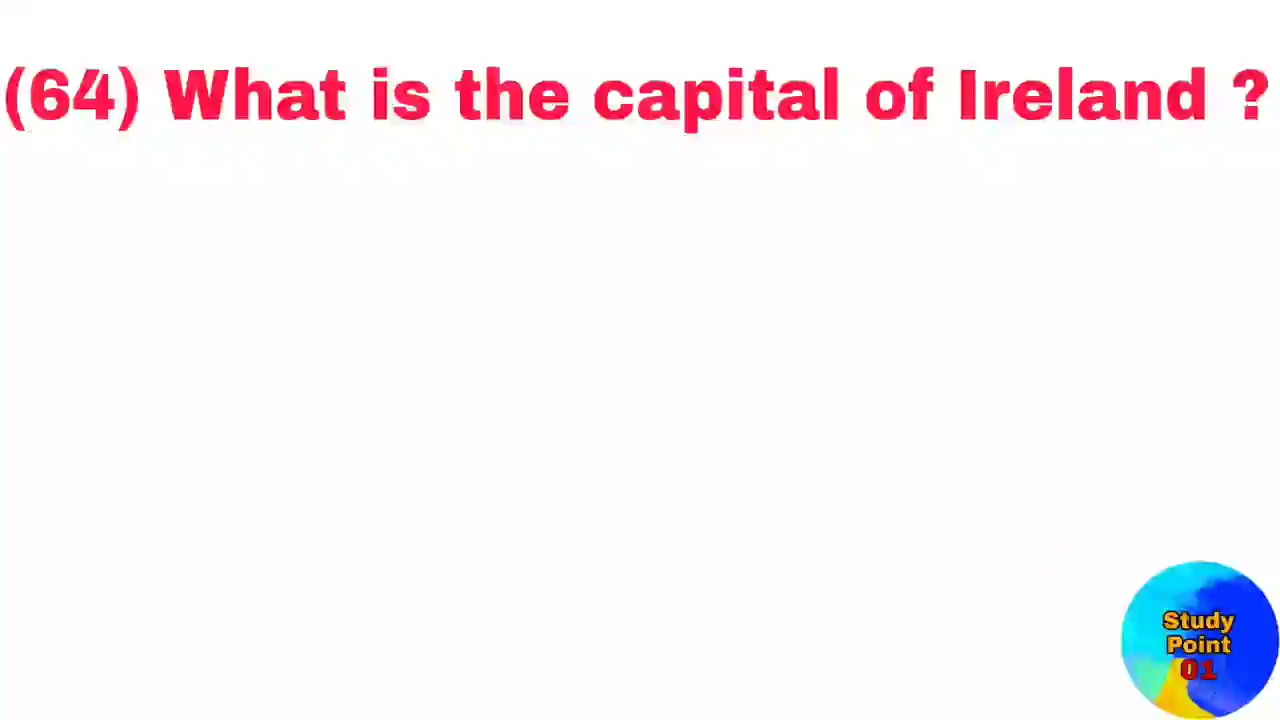 (64) What is the capital of Ireland ?
Study
Point
01